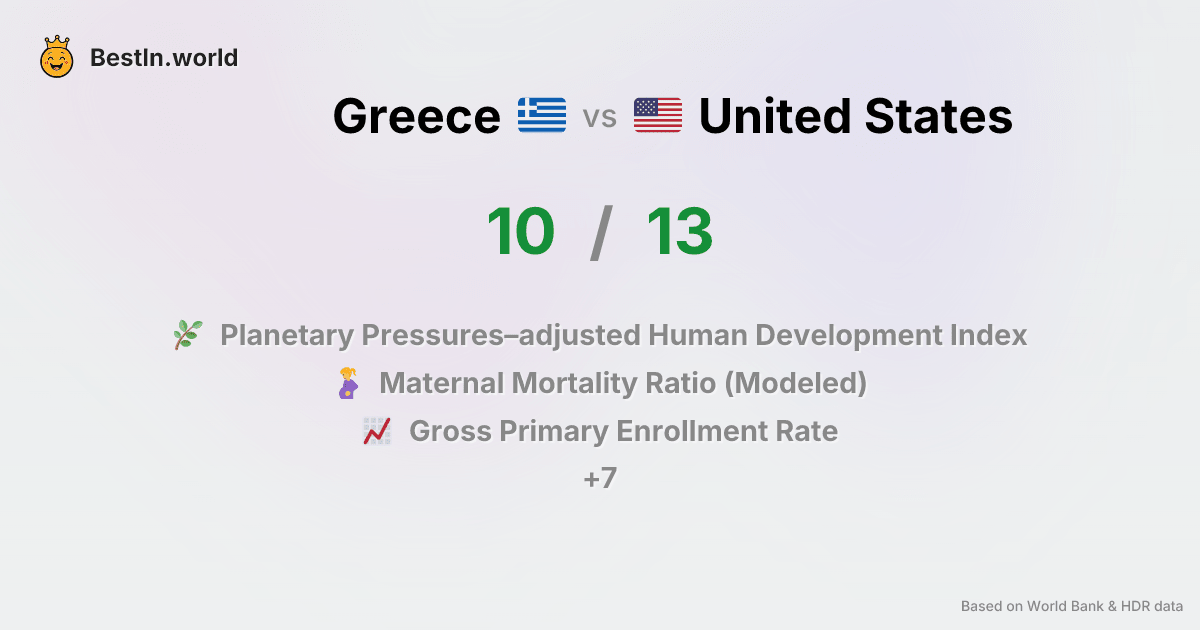 BestIn.world
Greece vs United States
10 / 13
Planetary Pressures–adjusted Human Development Index
Maternal Mortality Ratio (Modeled)
Gross Primary Enrollment Rate
+7
Based on World Bank & HDR data